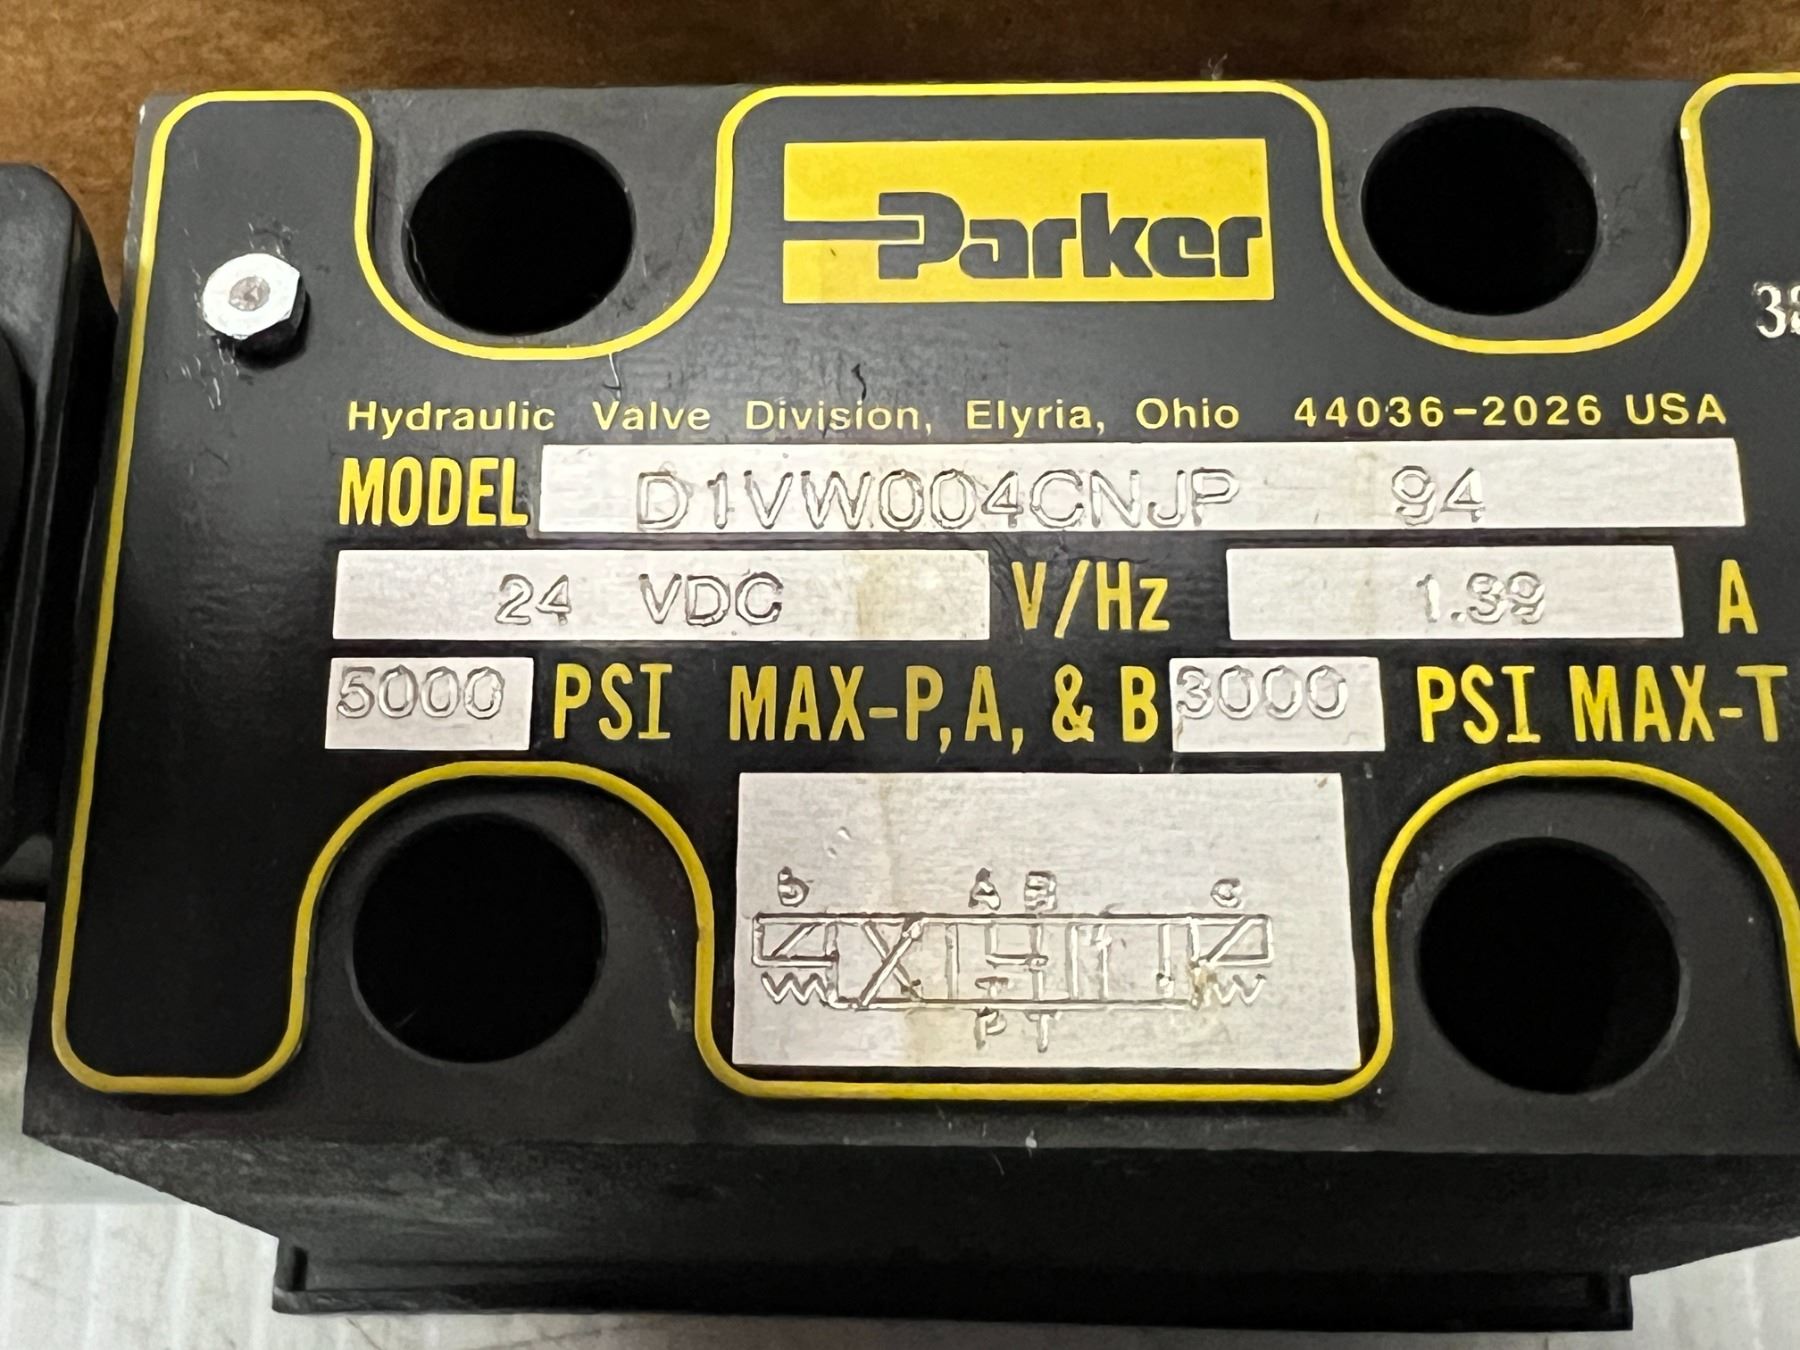 Parker
Hydraulic Valve Division, Elyria, Ohio 44036-2026 USA
MODEL D1VW004CNJP 94
24 VDC V/Hz 1.39 A
5000 PSI MAX-P,A, & B 3000 PSI MAX-T
b A B a
P T